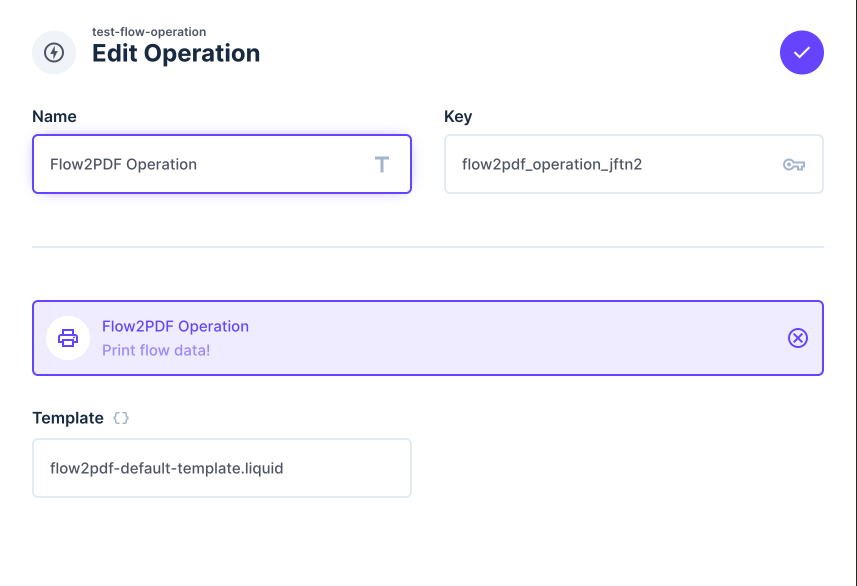 test-flow-operation
Edit Operation
Name
Key
Flow2PDF Operation
flow2pdf_operation_jftn2
Flow2PDF Operation
Print flow data!
Template {}
flow2pdf-default-template.liquid